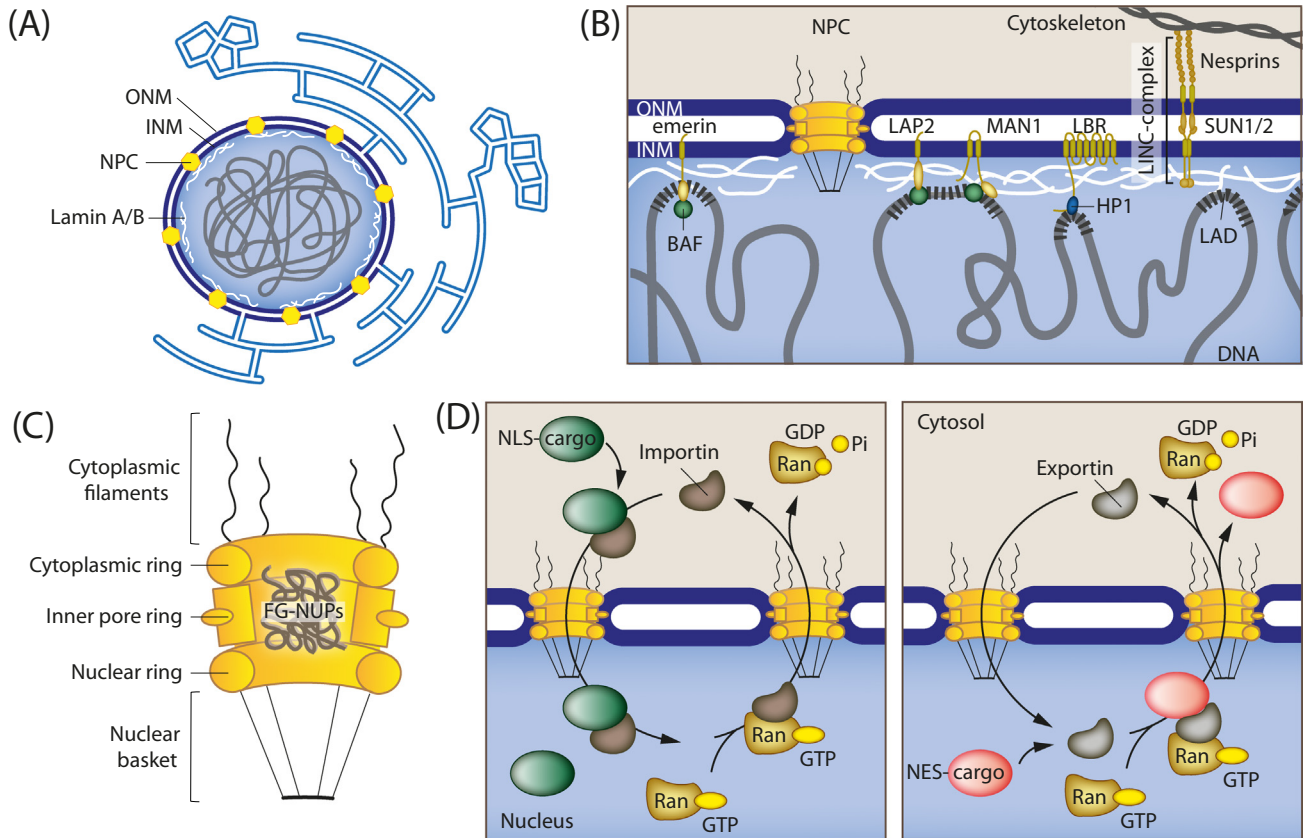 (A)
ONM
INM
NPC
Lamin A/B
(B)
NPC
Cytoskeleton
LINC-complex
Nesprins
ONM
emerin
INM
LAP2
MAN1
LBR
SUN1/2
BAF
HP1
LAD
DNA
(C)
Cytoplasmic
filaments
Cytoplasmic ring
Inner pore ring
FG-NUPs
Nuclear ring
Nuclear
basket
(D)
NLS-cargo
Importin
GDP
Pi
Ran
Ran
GTP
Ran
GTP
Nucleus
Cytosol
Exportin
GDP
Pi
Ran
NES-cargo
Ran
GTP
Ran
GTP